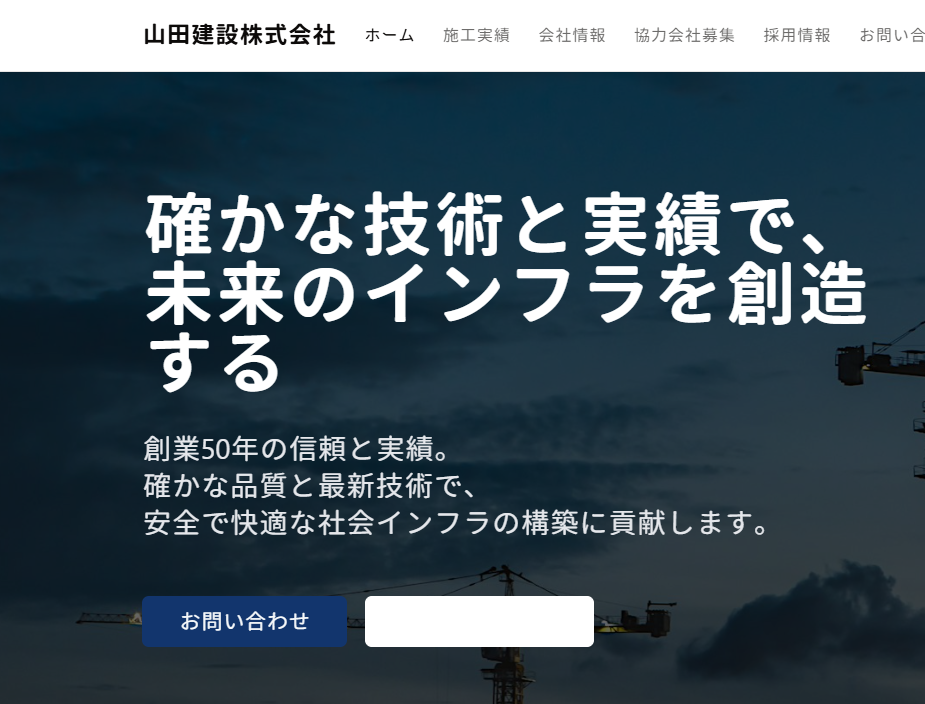 山田建設株式会社
ホーム 施工実績 会社情報 協力会社募集 採用情報 お問い合
確かな技術と実績で、
未来のインフラを創造
する
創業50年の信頼と実績。
確かな品質と最新技術で、
安全で快適な社会インフラの構築に貢献します。
お問い合わせ